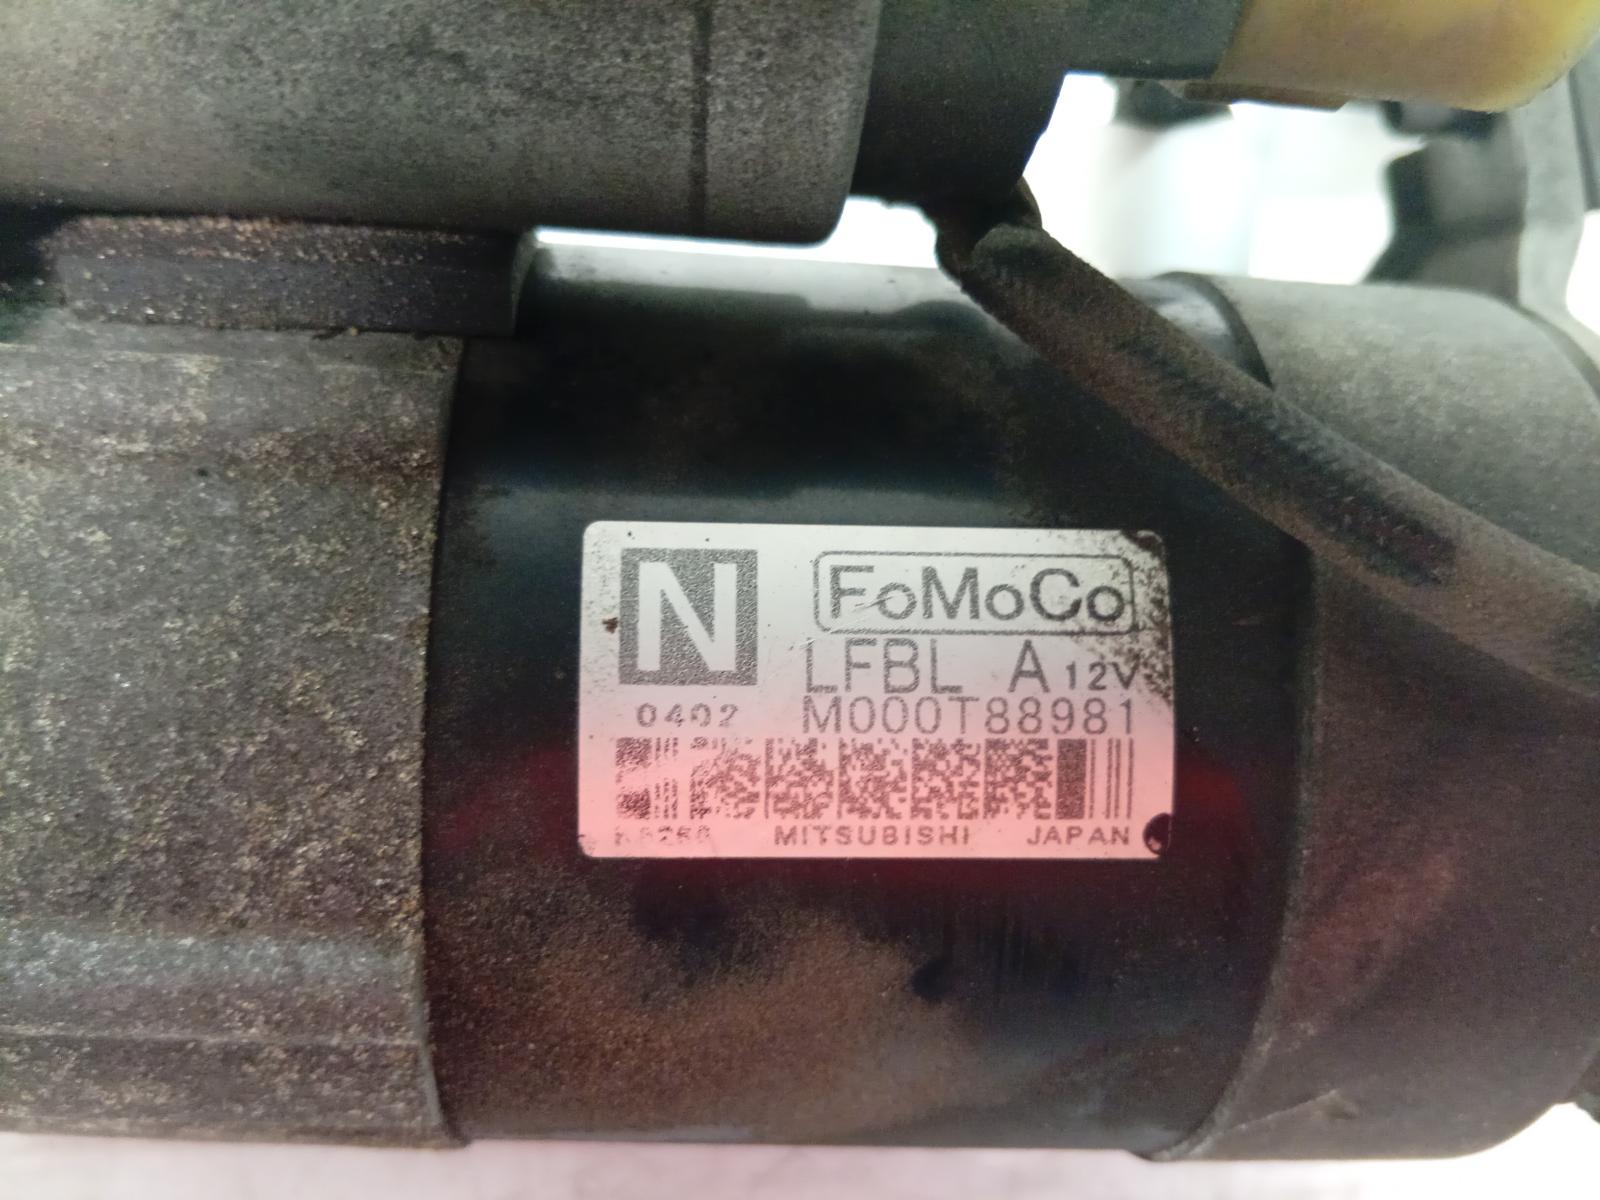 N
FoMoCo
LFBL A 12V
0402 M000T88981
MITSUBISHI JAPAN